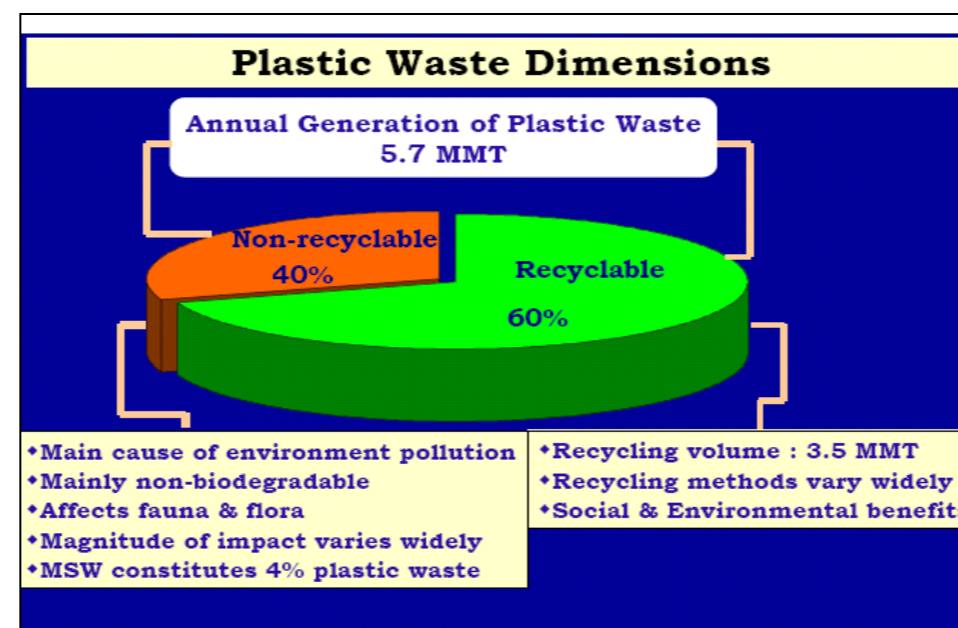 Plastic Waste Dimensions
Annual Generation of Plastic Waste
5.7 MMT
Non-recyclable
40%
Recyclable
60%
•Main cause of environment pollution
•Mainly non-biodegradable
•Affects fauna & flora
•Magnitude of impact varies widely
•MSW constitutes 4% plastic waste
•Recycling volume : 3.5 MMT
•Recycling methods vary widely
•Social & Environmental benefits